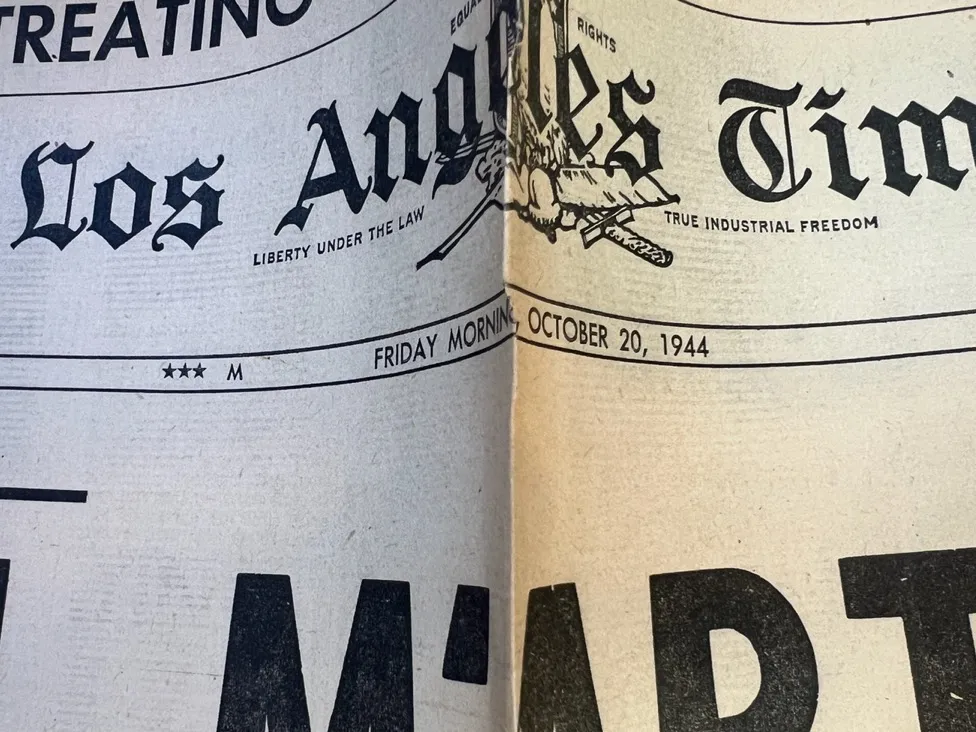 TREATING
EQUAL RIGHTS
Los Angeles Tim
LIBERTY UNDER THE LAW TRUE INDUSTRIAL FREEDOM
*** M FRIDAY MORNING, OCTOBER 20, 1944
M'ART